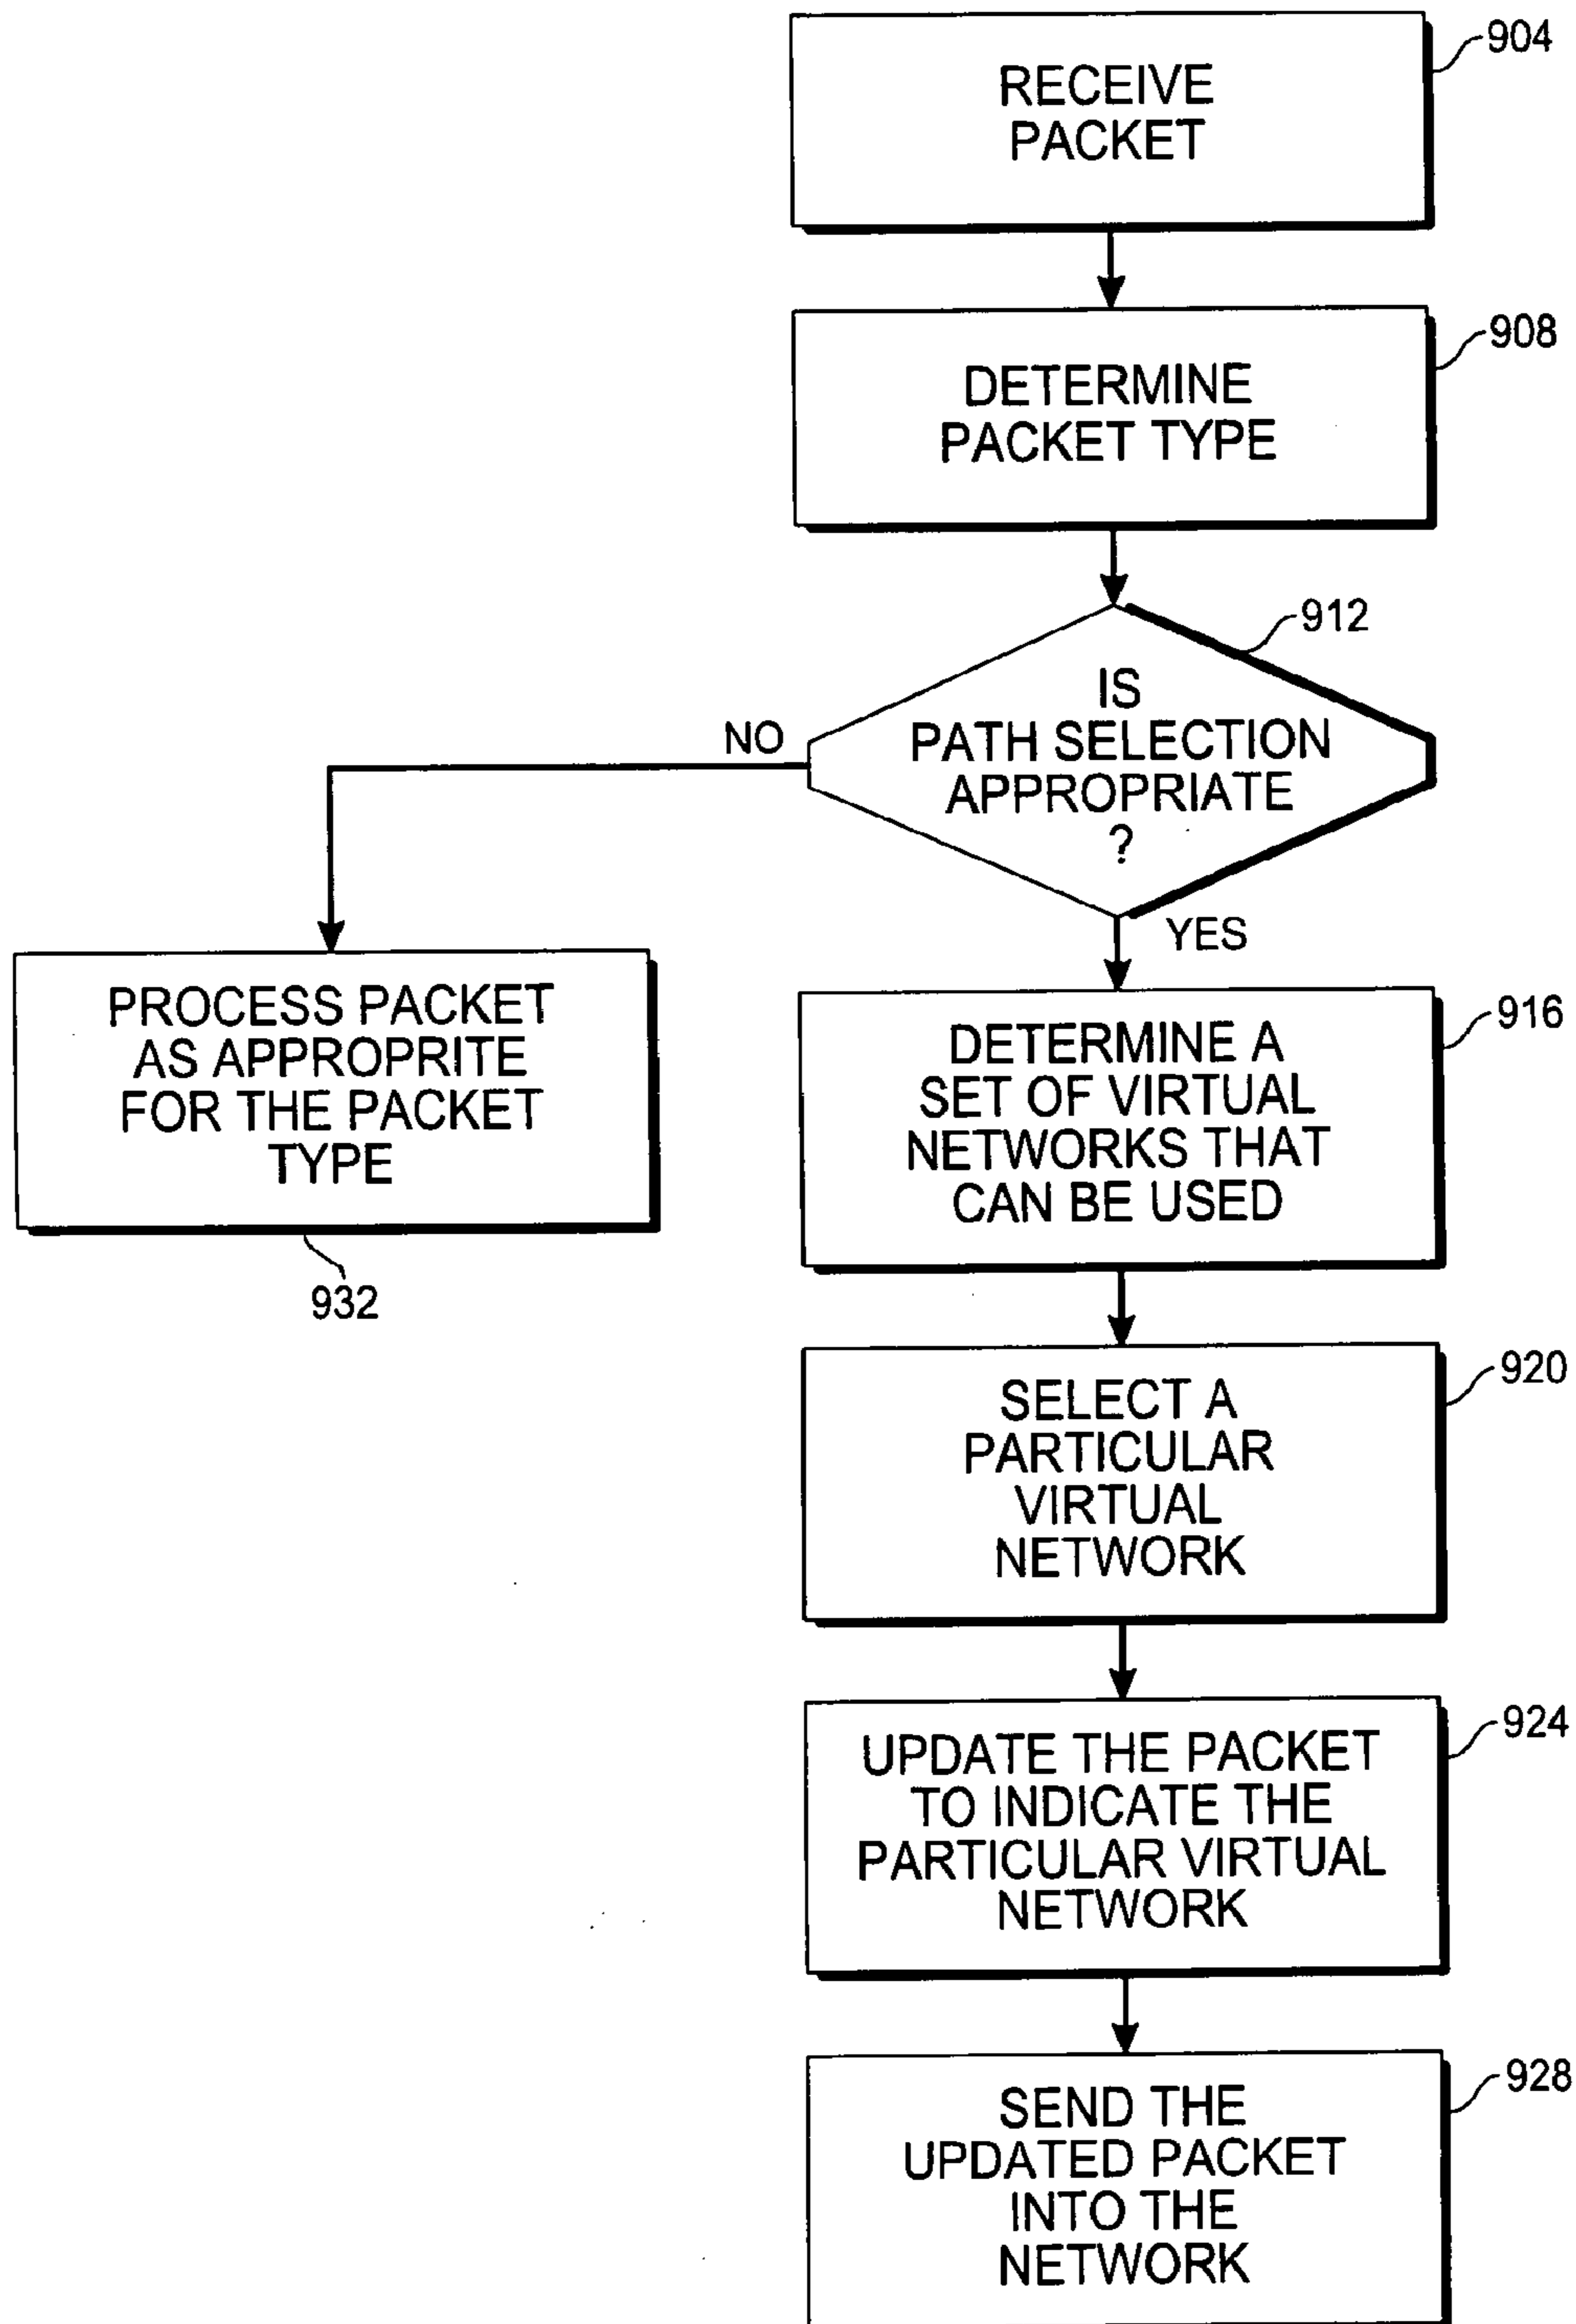 904
RECEIVE
PACKET
908
DETERMINE
PACKET TYPE
912
IS
PATH SELECTION
APPROPRIATE
?
NO
YES
PROCESS PACKET
AS APPROPRITE
FOR THE PACKET
TYPE
932
916
DETERMINE A
SET OF VIRTUAL
NETWORKS THAT
CAN BE USED
920
SELECT A
PARTICULAR
VIRTUAL
NETWORK
924
UPDATE THE PACKET
TO INDICATE THE
PARTICULAR VIRTUAL
NETWORK
928
SEND THE
UPDATED PACKET
INTO THE
NETWORK